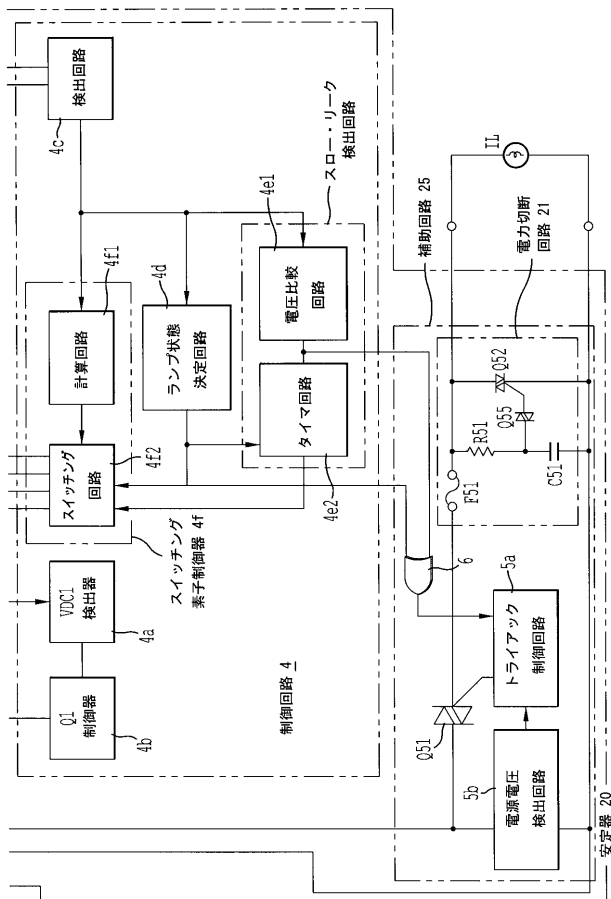 検出回路
4c
スロー・リーク
検出回路
計算回路
4f1
ランプ状態
決定回路
4d
電圧比較
回路
4e1
スイッチング
回路
4f2
タイマ回路
4e2
スイッチング
素子制御器 4f
VDC1
検出器
4a
Q1
制御器
4b
制御回路 4
6
補助回路 25
電力切断
回路 21
IL
Q52
Q55
R51
C51
F51
トライアック
制御回路
5a
Q51
電源電圧
検出回路
5b
安定器 20